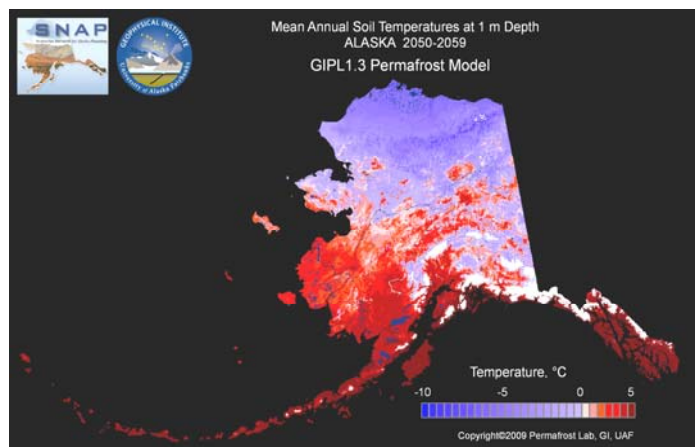 SNAP
GEOPHYSICAL INSTITUTE
University of Alaska Fairbanks
Mean Annual Soil Temperatures at 1 m Depth
ALASKA 2050-2059
GIPL1.3 Permafrost Model
Temperature, °C
-10 -5 0 5
Copyright©2009 Permafrost Lab, GI, UAF